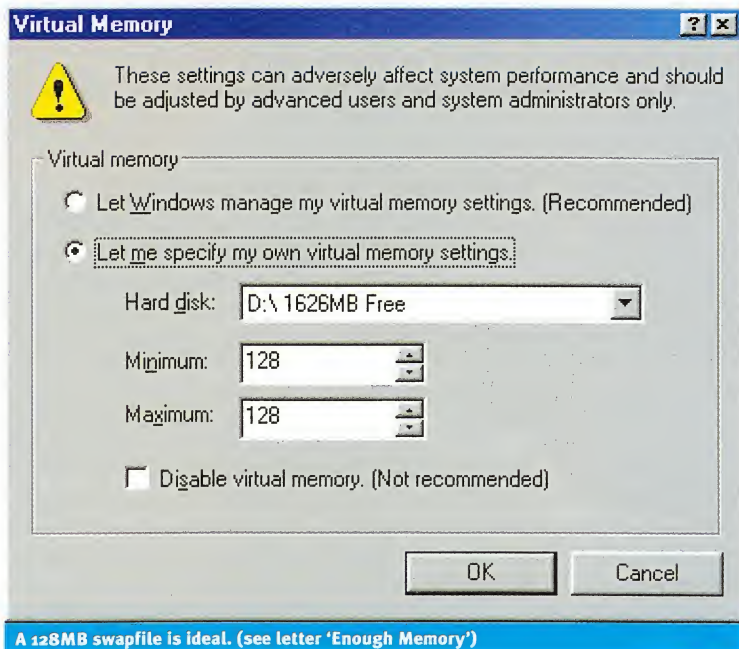 Virtual Memory
These settings can adversely affect system performance and should
be adjusted by advanced users and system administrators only.
Virtual memory
Let Windows manage my virtual memory settings. (Recommended)
Let me specify my own virtual memory settings.
Hard disk: D:\ 1626MB Free
Minimum: 128
Maximum: 128
Disable virtual memory. (Not recommended)
OK Cancel
A 128MB swapfile is ideal. (see letter 'Enough Memory')